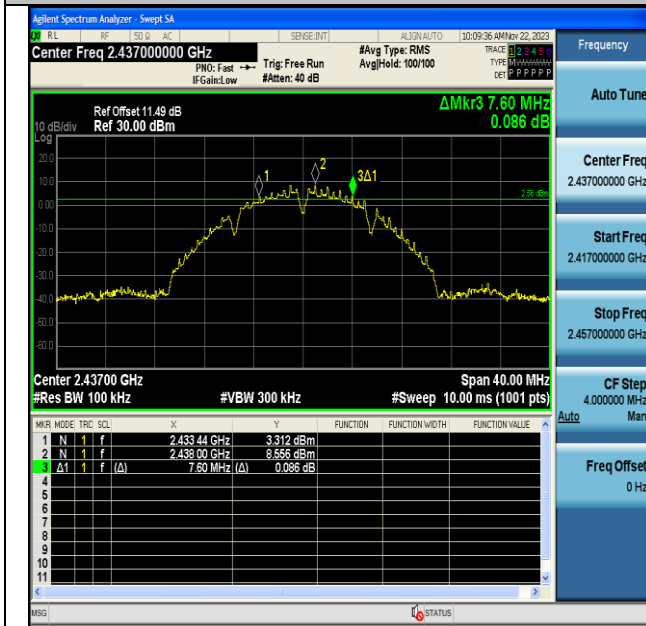 Agilent Spectrum Analyzer - Swept SA
RL RF 50 Ω AC SENSE:INT ALIGNAUTO 10:09:36 AM Nov 22, 2023
Center Freq 2.437000000 GHz
PNO: Fast
IFGain:Low
Trig: Free Run
#Atten: 40 dB
#Avg Type: RMS
Avg|Hold: 100/100
TRACE 1 2 3 4 5 6
TYPE M
DET P P P P P P
Frequency
Ref Offset 11.49 dB
10 dB/div Ref 30.00 dBm
Log
ΔMkr3 7.60 MHz
0.086 dB
20.0
10.0
0.00
-10.0
-20.0
-30.0
-40.0
-50.0
-60.0
1
2
3Δ1
2.56 dBm
Center 2.43700 GHz Span 40.00 MHz
#Res BW 100 kHz #VBW 300 kHz #Sweep 10.00 ms (1001 pts)
MKR MODE TRC SCL X Y FUNCTION FUNCTION WIDTH FUNCTION VALUE
1 N 1 f 2.433 44 GHz 3.312 dBm
2 N 1 f 2.438 00 GHz 8.556 dBm
3 Δ1 1 f (Δ) 7.60 MHz (Δ) 0.086 dB
4
5
6
7
8
9
10
11
MSG STATUS
Auto Tune
Center Freq
2.437000000 GHz
Start Freq
2.417000000 GHz
Stop Freq
2.457000000 GHz
CF Step
4.000000 MHz
Auto Man
Freq Offset
0 Hz